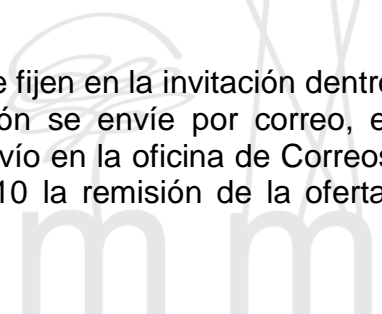 e fijen en la invitación dentro
ón se envíe por correo, e
vío en la oficina de Correos
10 la remisión de la oferta
m m